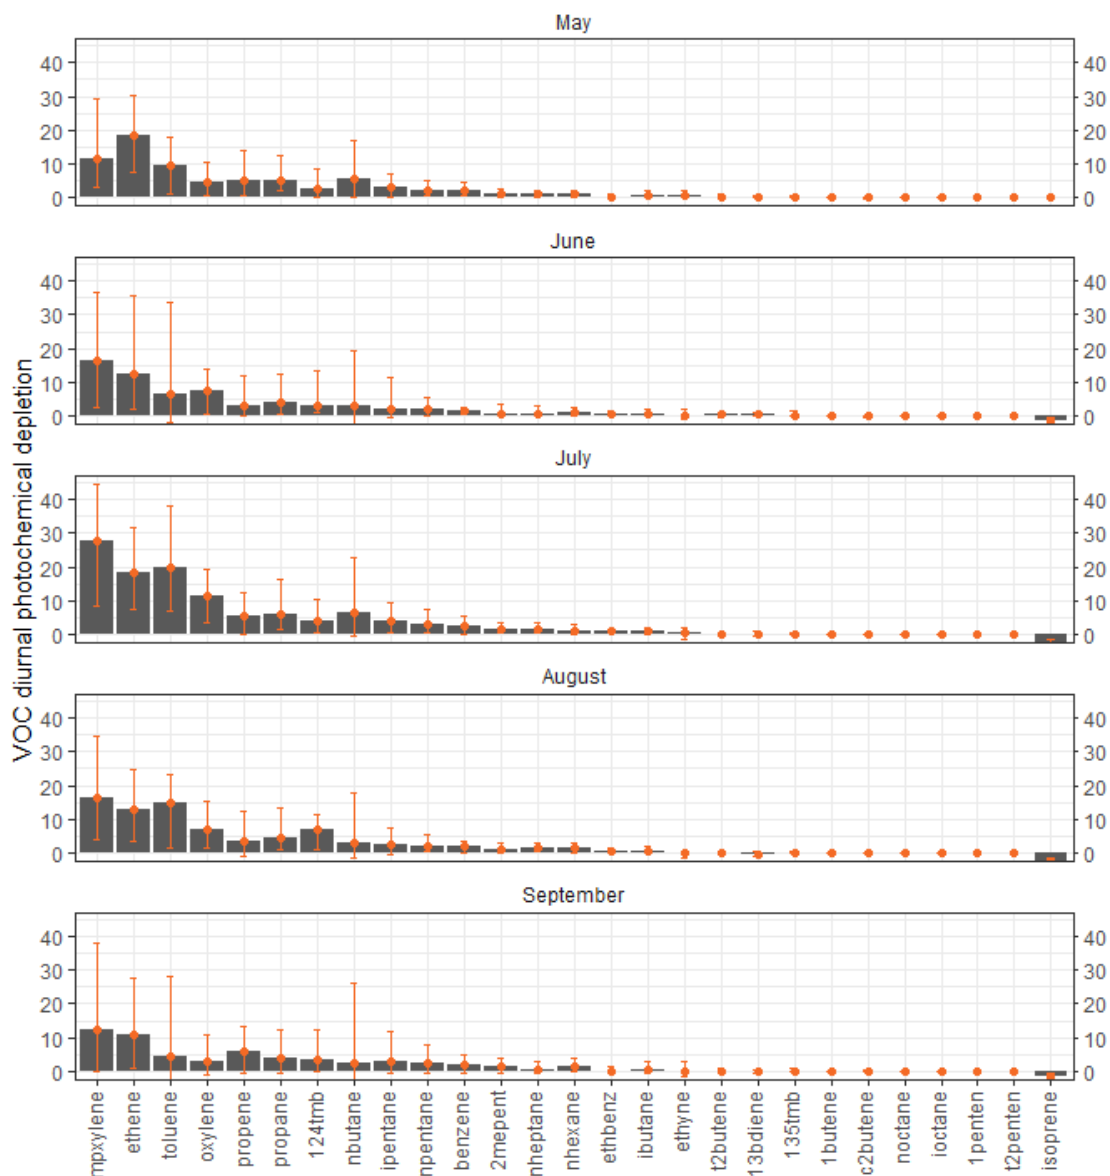 May
40 40
30 30
20 20
10 10
0 0
June
40 40
30 30
20 20
10 10
0 0
July
40 40
30 30
20 20
10 10
0 0
August
40 40
30 30
20 20
10 10
0 0
September
40 40
30 30
20 20
10 10
0 0
VOC diurnal photochemical depletion
mpxylene
ethene
toluene
oxylene
propene
propane
124tmb
nbutane
ipentane
npentane
benzene
2mepent
nheptane
nhexane
ethbenz
ibutane
ethyne
t2butene
13bdiene
135tmb
1butene
c2butene
noctane
ioctane
1penten
t2penten
isoprene